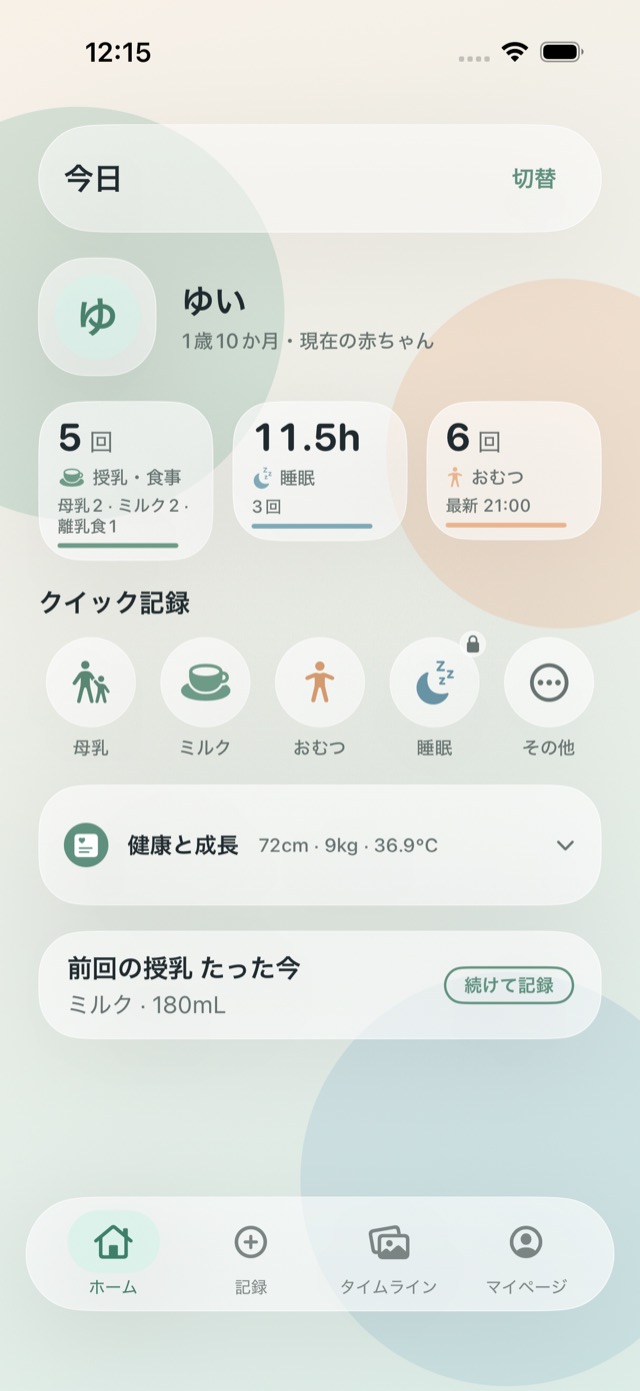 12:15
今日
切替
ゆ
ゆい
1歳10か月・現在の赤ちゃん
5 回
授乳・食事
母乳2・ミルク2・
離乳食1
11.5h
睡眠
3回
6 回
おむつ
最新 21:00
クイック記録
母乳
ミルク
おむつ
睡眠
その他
健康と成長 72cm · 9kg · 36.9°C
前回の授乳 たった今
ミルク · 180mL
続けて記録
ホーム
記録
タイムライン
マイページ